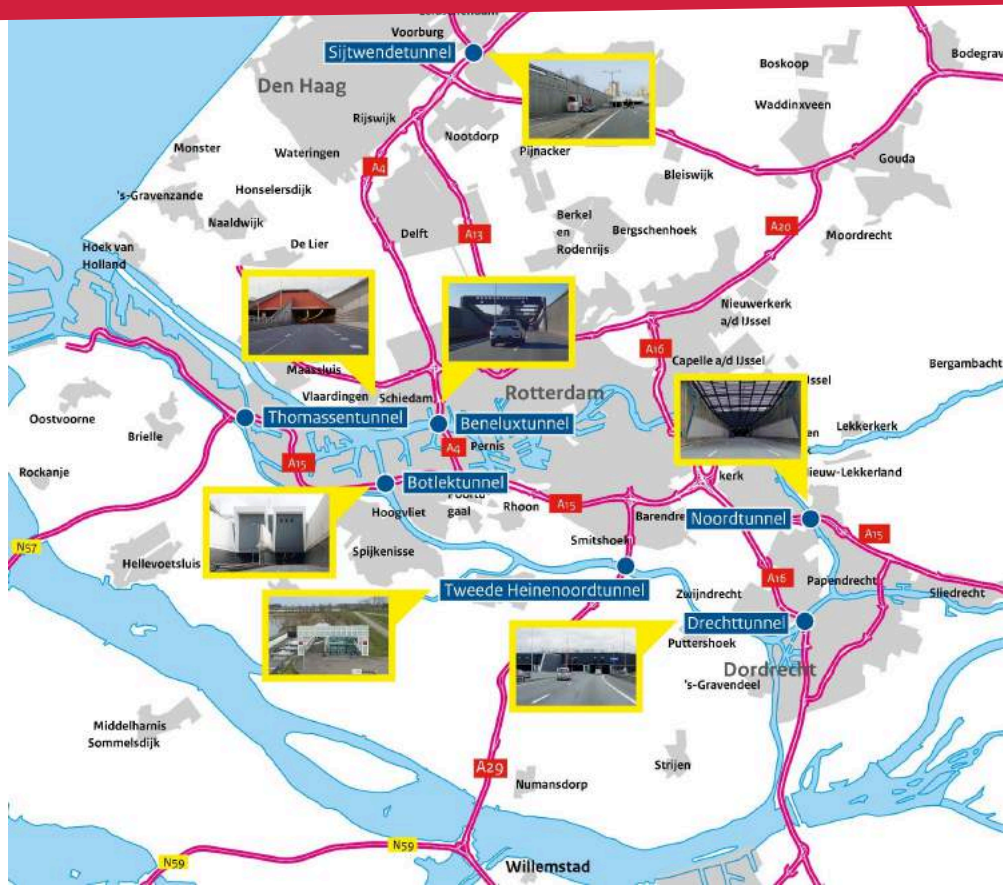 Voorburg
Sijtwendetunnel
Den Haag
Boskoop
Bodegrav
Waddinxveen
Rijswijk
Nootdorp
Pijnacker
Wateringen
Monster
A4
Gouda
Bleiswijk
's-Gravenzande
Honselersdijk
Naaldwijk
Berkel
en
Rodenrijs
Bergschenhoek
Delft
A13
A20
Moordrecht
De Lier
Hoek van
Holland
Nieuwerkerk
a/d IJssel
A16
Capelle a/d IJssel
Bergambacht
Maassluis
Rotterdam
IJssel
Vlaardingen
Schiedam
Oostvoorne
Thomassentunnel
Beneluxtunnel
Lekkerkerk
Brielle
A4
Pernis
A15
Rockanje
Botlektunnel
kerk
Nieuw-Lekkerland
Hoogvliet
Poortu
gaal
Rhoon
A15
Barendre
Noordtunnel
A15
N57
Smitshoek
Spijkenisse
Hellevoetsluis
A16
Papendrecht
Tweede Heinenoordtunnel
Zwijndrecht
Sliedrecht
Drechttunnel
Puttershoek
Dordrecht
's-Gravendeel
Middelharnis
Sommelsdijk
A29
Strijen
Numansdorp
N59
N59
Willemstad